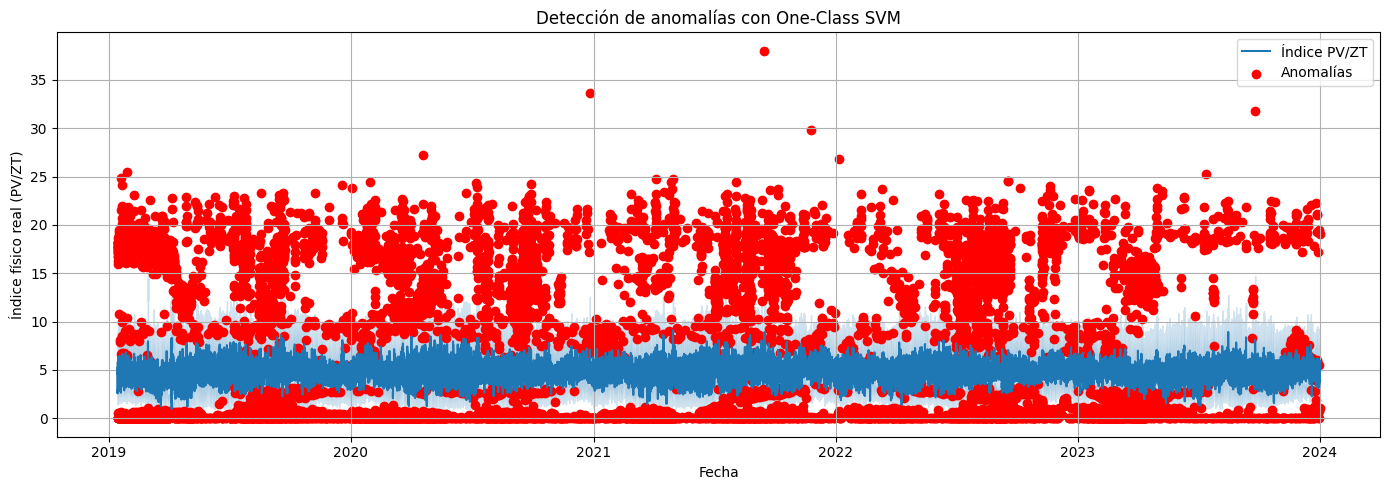 Detección de anomalías con One-Class SVM
Índice PV/ZT
Anomalías
Índice físico real (PV/ZT)
35
30
25
20
15
10
5
0
2019
2020
2021
2022
2023
2024
Fecha